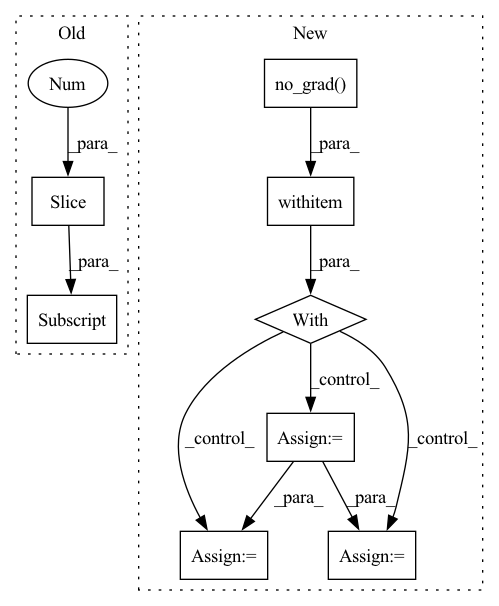 Old
New
Num
no_grad()
_para_
_para_
Slice
withitem
_para_
_para_
Subscript
With
_control_
_control_
_control_
Assign:=
_para_
_para_
Assign:=
Assign:=